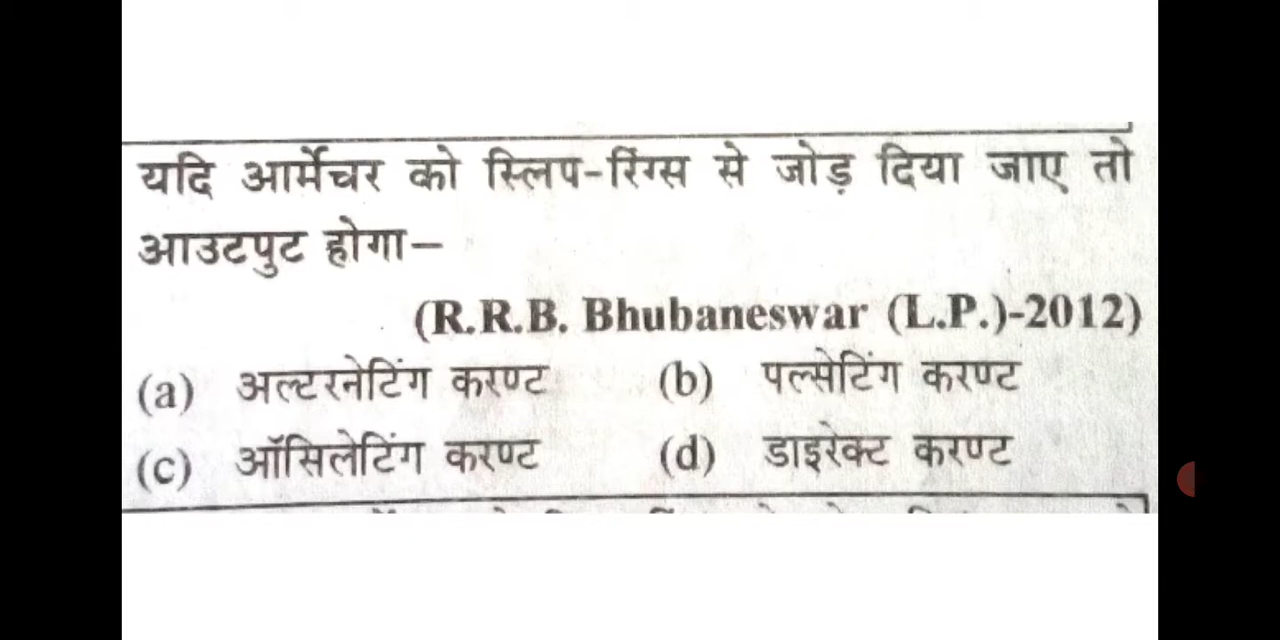 यदि आर्मेचर को स्लिप-रिंग्स से जोड़ दिया जाए तो
आउटपुट होगा–
(R.R.B. Bhubaneswar (L.P.)-2012)
(a) अल्टरनेटिंग करण्ट (b) पल्सेटिंग करण्ट
(c) ऑसिलेटिंग करण्ट (d) डाइरेक्ट करण्ट